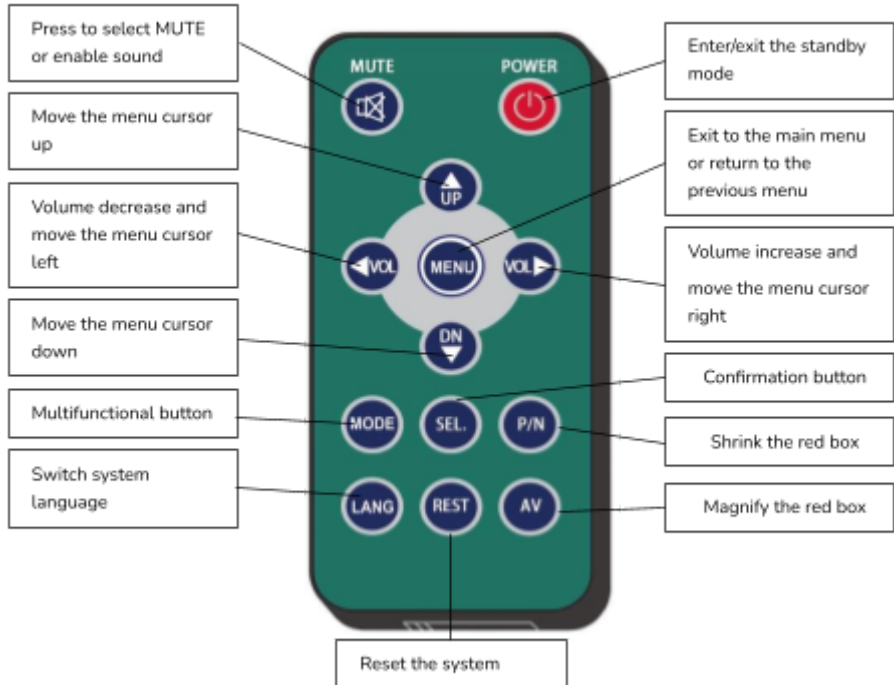 Press to select MUTE
or enable sound
Move the menu cursor
up
Volume decrease and
move the menu cursor
left
Move the menu cursor
down
Multifunctional button
Switch system
language
MUTE
POWER
UP
VOL
MENU
VOL
DN
MODE
SEL.
P/N
LANG
REST
AV
Enter/exit the standby
mode
Exit to the main menu
or return to the
previous menu
Volume increase and
move the menu cursor
right
Confirmation button
Shrink the red box
Magnify the red box
Reset the system